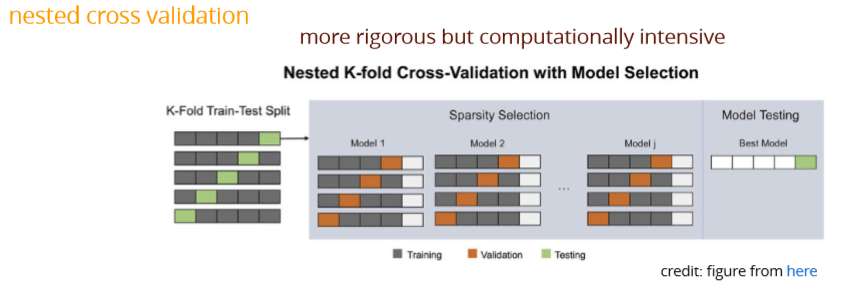 nested cross validation
more rigorous but computationally intensive
Nested K-fold Cross-Validation with Model Selection
K-Fold Train-Test Split
Sparsity Selection
Model Testing
Model 1
Model 2
Model j
Best Model
...
Training
Validation
Testing
credit: figure from here